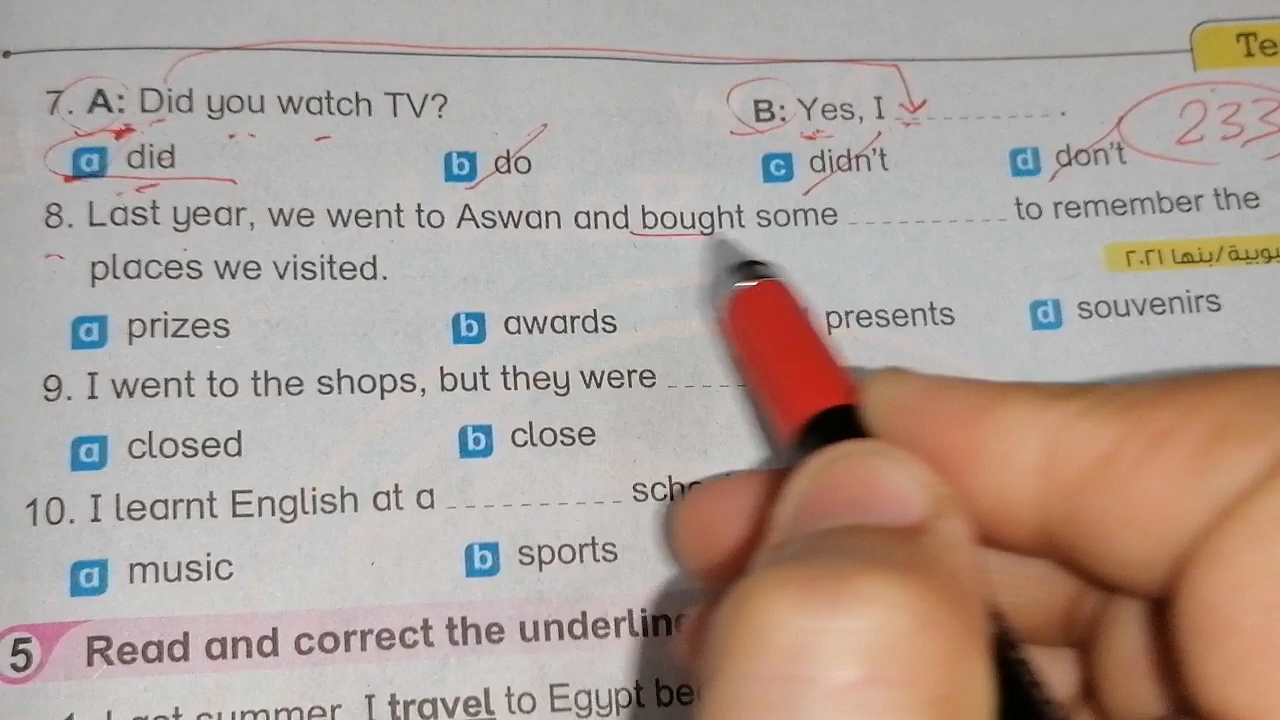 Te
7. A: Did you watch TV? B: Yes, I ............ .
233
a did b do c didn't d don't
8. Last year, we went to Aswan and bought some ............ to remember the
places we visited.
بنها ٢٠٢١
a prizes b awards presents d souvenirs
9. I went to the shops, but they were ......
a closed b close
10. I learnt English at a ............
a music b sports
5 Read and correct the
summer, I travel to Egypt